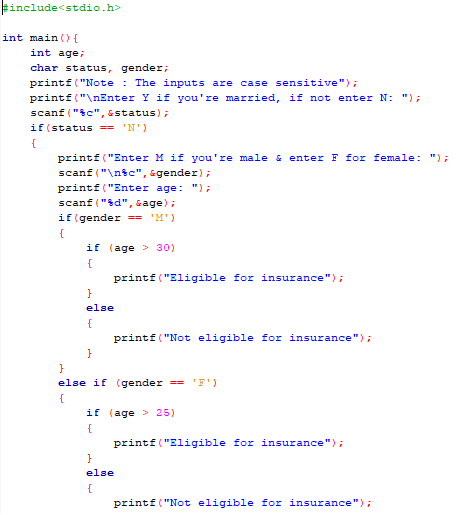 #include<stdio.h>
int main(){
int age;
char status, gender;
printf("Note : The inputs are case sensitive");
printf("\nEnter Y if you're married, if not enter N: ");
scanf("%c",&status);
if(status == 'N')
{
printf("Enter M if you're male & enter F for female: ");
scanf("\n%c",&gender);
printf("Enter age: ");
scanf("%d",&age);
if(gender == 'M')
{
if (age > 30)
{
printf("Eligible for insurance");
}
else
{
printf("Not eligible for insurance");
}
}
else if (gender == 'F')
{
if (age > 25)
{
printf("Eligible for insurance");
}
else
{
printf("Not eligible for insurance");